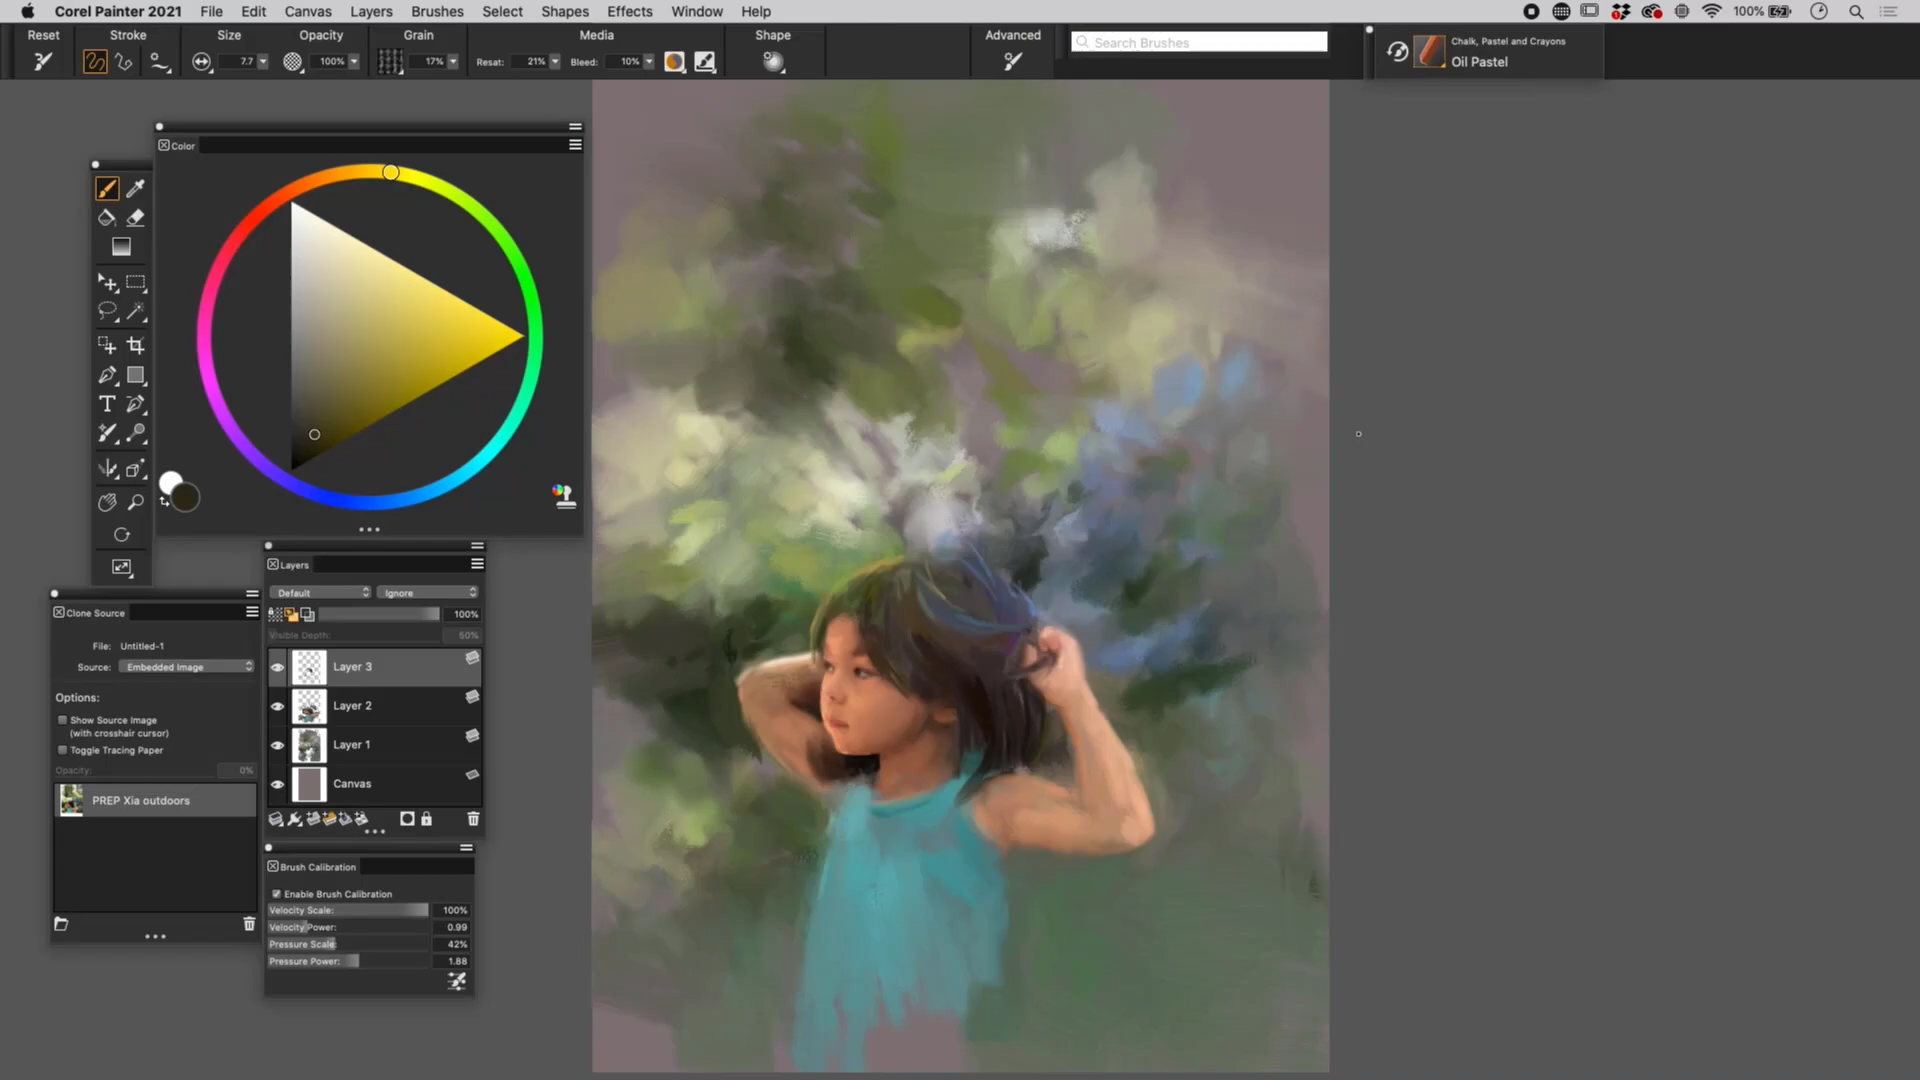 Corel Painter 2021 File Edit Canvas Layers Brushes Select Shapes Effects Window Help
100%
Reset Stroke Size Opacity Grain Media Shape Advanced
7.7 100% 17% Resat: 21% Bleed: 10%
Search Brushes
Chalk, Pastel and Crayons
Oil Pastel
Color
T
Layers
Default Ignore
100%
Visible Depth: 50%
Layer 3
Layer 2
Layer 1
Canvas
Clone Source
File: Untitled-1
Source: Embedded Image
Options:
Show Source Image
(with crosshair cursor)
Toggle Tracing Paper
Opacity: 0%
PREP Xia outdoors
Brush Calibration
Enable Brush Calibration
Velocity Scale: 100%
Velocity Power: 0.99
Pressure Scale: 42%
Pressure Power: 1.88